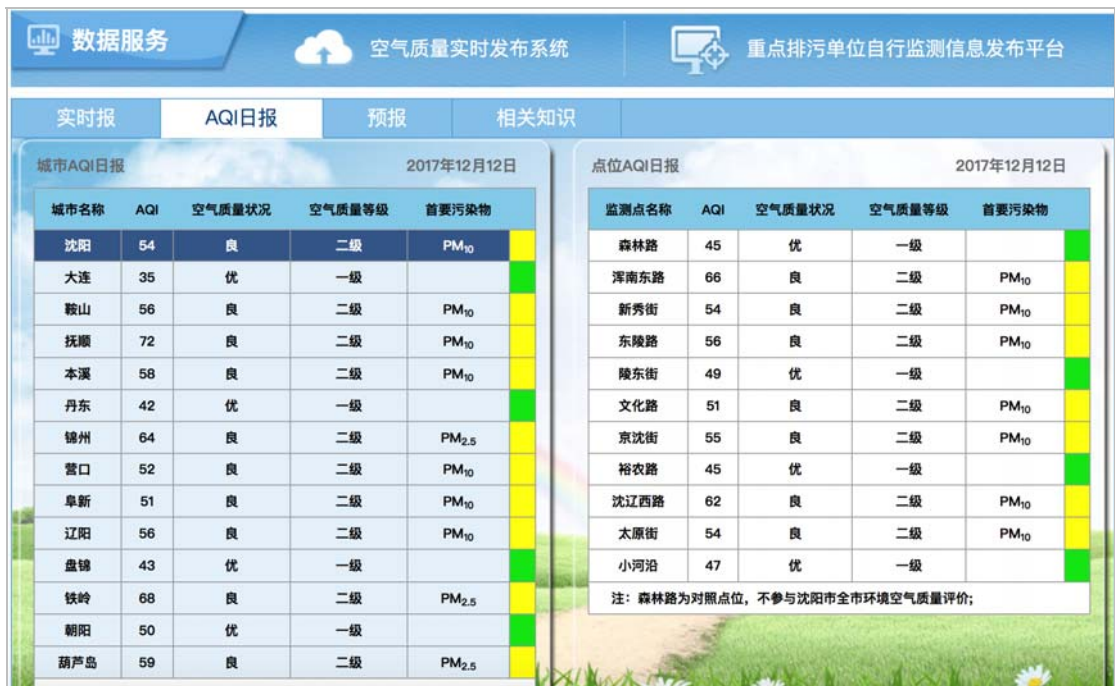 数据服务 空气质量实时发布系统 重点排污单位自行监测信息发布平台
实时报 AQI日报 预报 相关知识
城市AQI日报 2017年12月12日
城市名称 AQI 空气质量状况 空气质量等级 首要污染物
沈阳 54 良 二级 PM10
大连 35 优 一级
鞍山 56 良 二级 PM10
抚顺 72 良 二级 PM10
本溪 58 良 二级 PM10
丹东 42 优 一级
锦州 64 良 二级 PM2.5
营口 52 良 二级 PM10
阜新 51 良 二级 PM10
辽阳 56 良 二级 PM10
盘锦 43 优 一级
铁岭 68 良 二级 PM2.5
朝阳 50 优 一级
葫芦岛 59 良 二级 PM2.5
点位AQI日报 2017年12月12日
监测点名称 AQI 空气质量状况 空气质量等级 首要污染物
森林路 45 优 一级
浑南东路 66 良 二级 PM10
新秀街 54 良 二级 PM10
东陵路 56 良 二级 PM10
陵东街 49 优 一级
文化路 51 良 二级 PM10
京沈街 55 良 二级 PM10
裕农路 45 优 一级
沈辽西路 62 良 二级 PM10
太原街 54 良 二级 PM10
小河沿 47 优 一级
注：森林路为对照点位，不参与沈阳市全市环境空气质量评价;